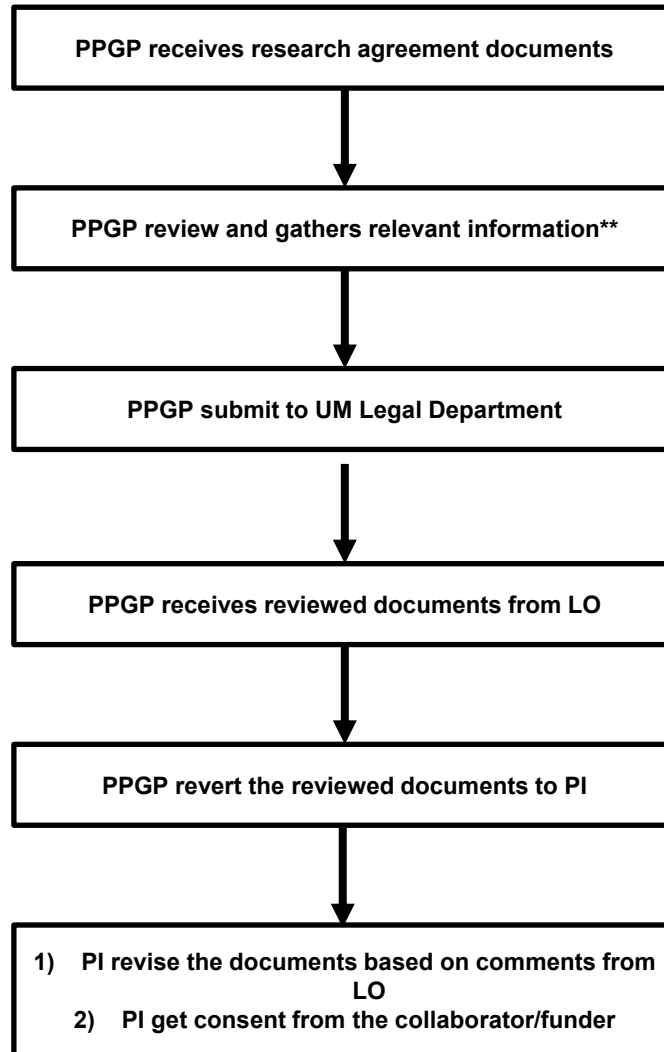 PPGP receives research agreement documents
PPGP review and gathers relevant information**
PPGP submit to UM Legal Department
PPGP receives reviewed documents from LO
PPGP revert the reviewed documents to PI
1) PI revise the documents based on comments from
LO
2) PI get consent from the collaborator/funder